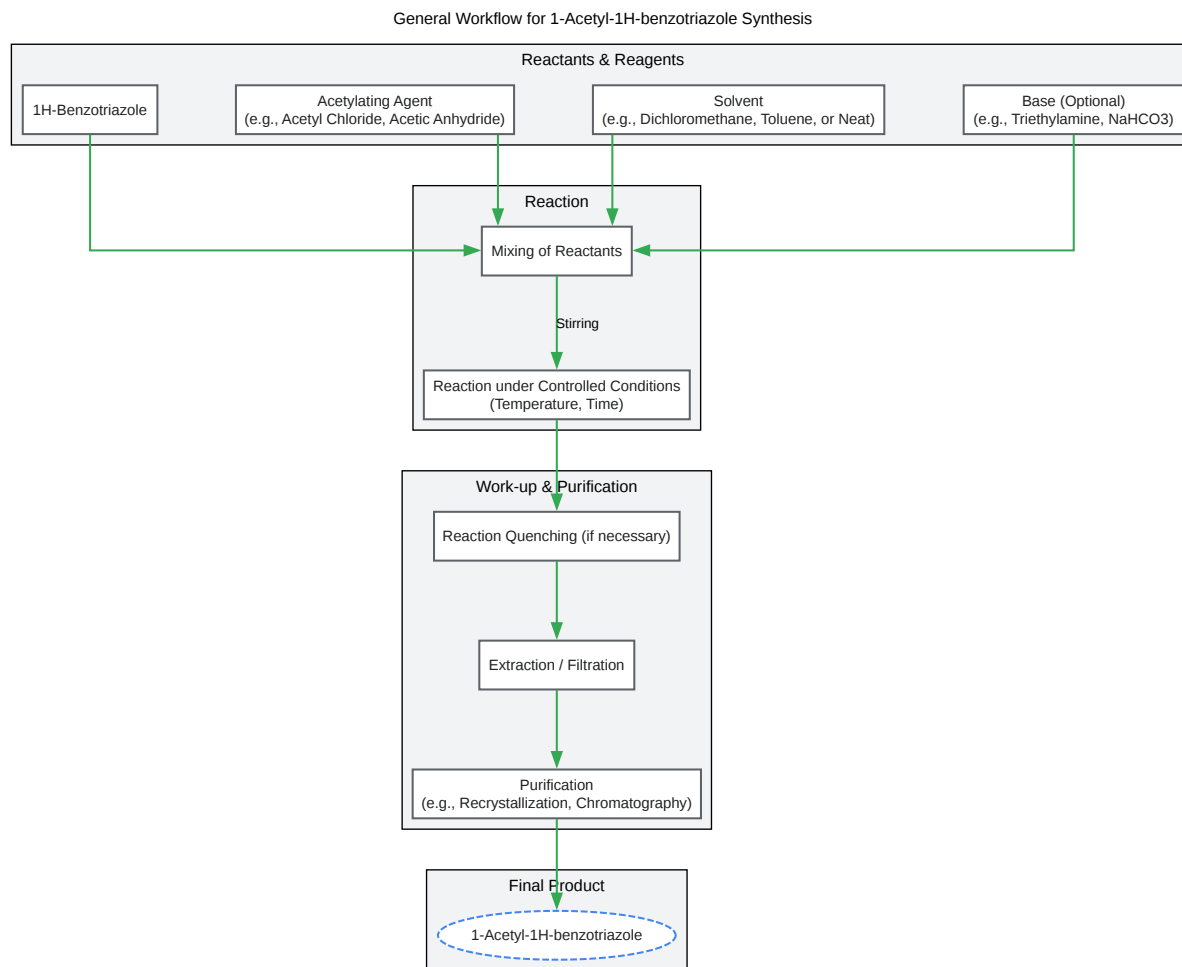 General Workflow for 1-Acetyl-1H-benzotriazole Synthesis
Reactants & Reagents
1H-Benzotriazole
Acetylating Agent
(e.g., Acetyl Chloride, Acetic Anhydride)
Solvent
(e.g., Dichloromethane, Toluene, or Neat)
Base (Optional)
(e.g., Triethylamine, NaHCO3)
Reaction
Mixing of Reactants
Stirring
Reaction under Controlled Conditions
(Temperature, Time)
Work-up & Purification
Reaction Quenching (if necessary)
Extraction / Filtration
Purification
(e.g., Recrystallization, Chromatography)
Final Product
1-Acetyl-1H-benzotriazole